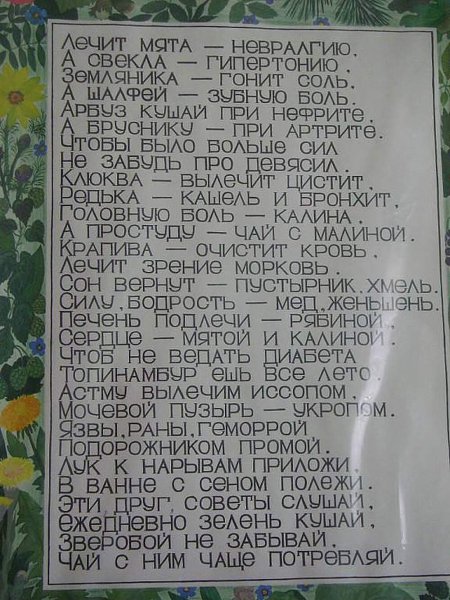 Лечит мята — невралгию,
А свекла — гипертонию.
Земляника — гонит соль,
А шалфей — зубную боль.
Арбуз кушай при нефрите,
А бруснику — при артрите.
Чтобы было больше сил
Не забудь про девясил.
Клюква — вылечит цистит,
Редька — кашель и бронхит,
Головную боль — калина,
А простуду — чай с малиной.
Крапива — очистит кровь,
Лечит зрение морковь.
Сон вернут — пустырник, хмель.
Силу, бодрость — мед, женьшень.
Печень подлечи — рябиной,
Сердце — мятой и калиной.
Чтоб не ведать диабета
Топинамбур ешь все лето.
Астму вылечим иссопом,
Мочевой пузырь — укропом.
Язвы, раны, геморрой
Подорожником промой.
Лук к нарывам приложи,
В ванне с сеном полежи.
Эти друг, советы слушай,
Ежедневно зелень кушай,
Зверобой не забывай,
Чай с ним чаще потребляй.